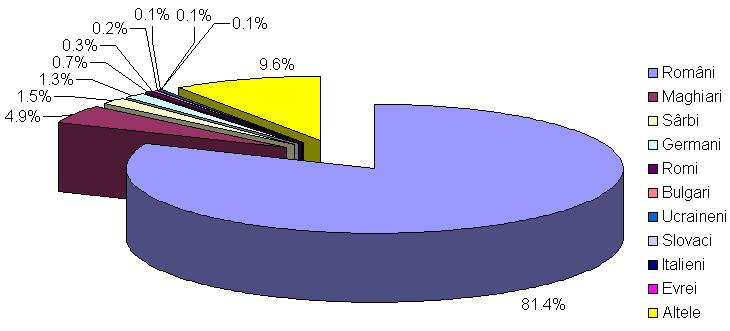 0.1%
0.1%
0.2%
0.1%
0.3%
0.7%
1.3%
1.5%
4.9%
9.6%
81.4%
Români
Maghiari
Sârbi
Germani
Romi
Bulgari
Ucraineni
Slovaci
Italieni
Evrei
Altele